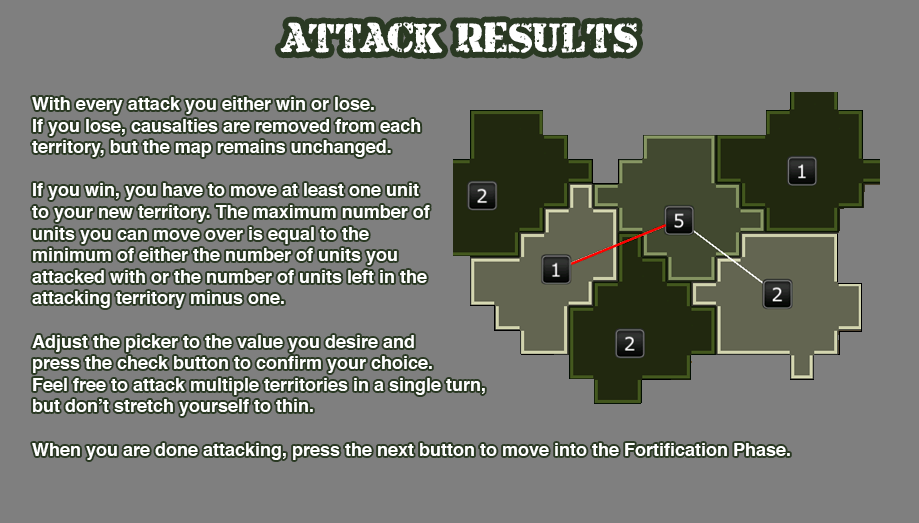 ATTACK RESULTS
With every attack you either win or lose.
If you lose, causalties are removed from each
territory, but the map remains unchanged.
If you win, you have to move at least one unit
to your new territory. The maximum number of
units you can move over is equal to the
minimum of either the number of units you
attacked with or the number of units left in the
attacking territory minus one.
Adjust the picker to the value you desire and
press the check button to confirm your choice.
Feel free to attack multiple territories in a single turn,
but don't stretch yourself to thin.
When you are done attacking, press the next button to move into the Fortification Phase.
2
1
5
1
2
2